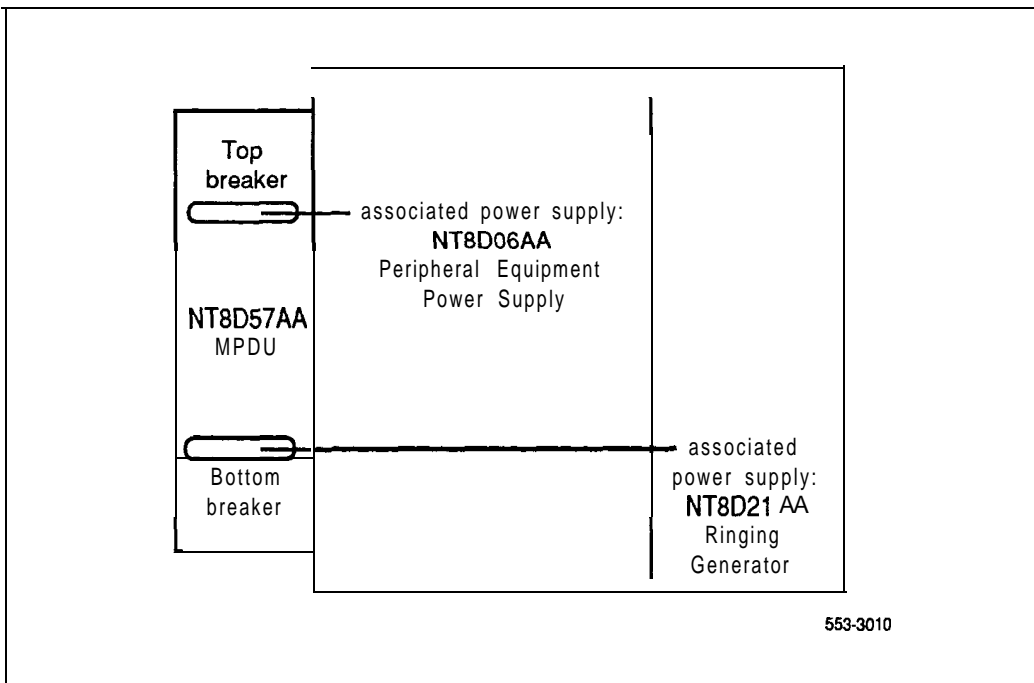 Top
breaker
associated power supply:
NT8D06AA
Peripheral Equipment
Power Supply
NT8D57AA
MPDU
Bottom
breaker
associated
power supply:
NT8D21 AA
Ringing
Generator
553-3010